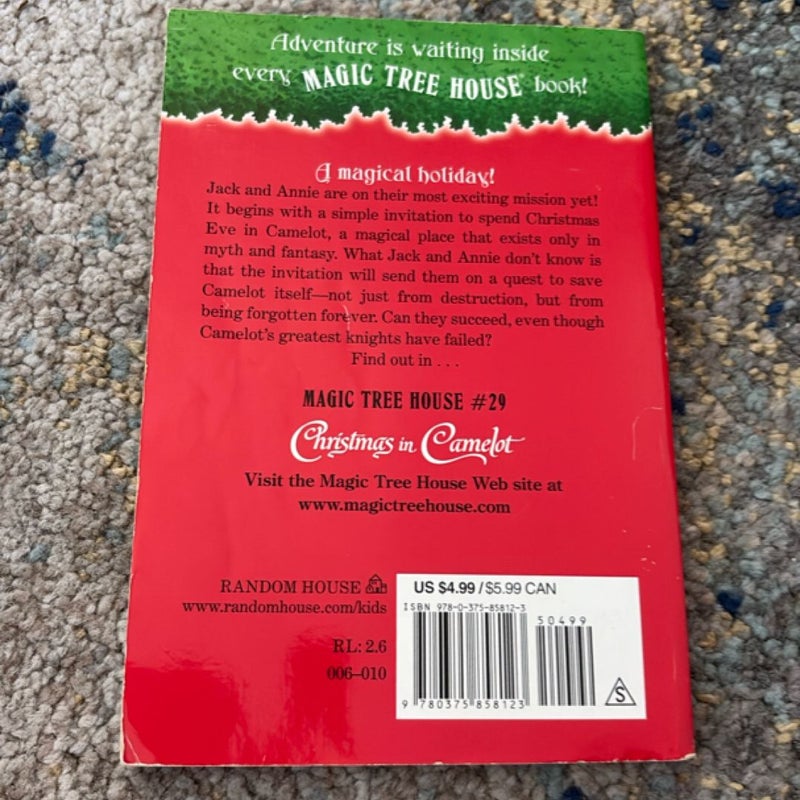 Adventure is waiting inside
every MAGIC TREE HOUSE® book!
A magical holiday!
Jack and Annie are on their most exciting mission yet!
It begins with a simple invitation to spend Christmas
Eve in Camelot, a magical place that exists only in
myth and fantasy. What Jack and Annie don't know is
that the invitation will send them on a quest to save
Camelot itself—not just from destruction, but from
being forgotten forever. Can they succeed, even though
Camelot's greatest knights have failed?
Find out in . . .
MAGIC TREE HOUSE #29
Christmas in Camelot
Visit the Magic Tree House Web site at
www.magictreehouse.com
RANDOM HOUSE
www.randomhouse.com/kids
RL: 2.6
006–010
US $4.99/$5.99 CAN
ISBN 978-0-375-85812-3
50499
9 780375 858123
S